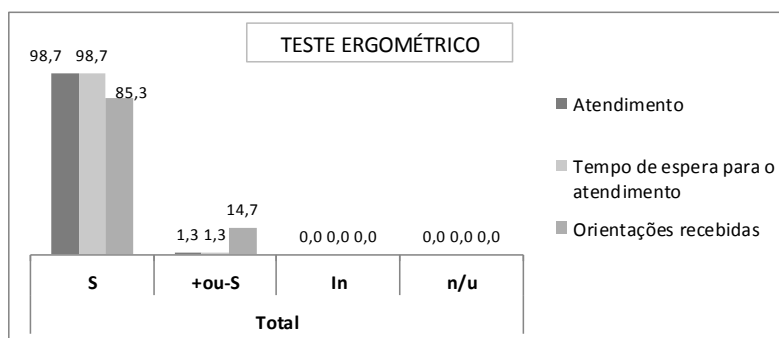 TESTE ERGOMÉTRICO
98,7 98,7
85,3
14,7
1,3 1,3
0,0 0,0 0,0
0,0 0,0 0,0
S
+ou-S
In
n/u
Total
Atendimento
Tempo de espera para o
atendimento
Orientações recebidas